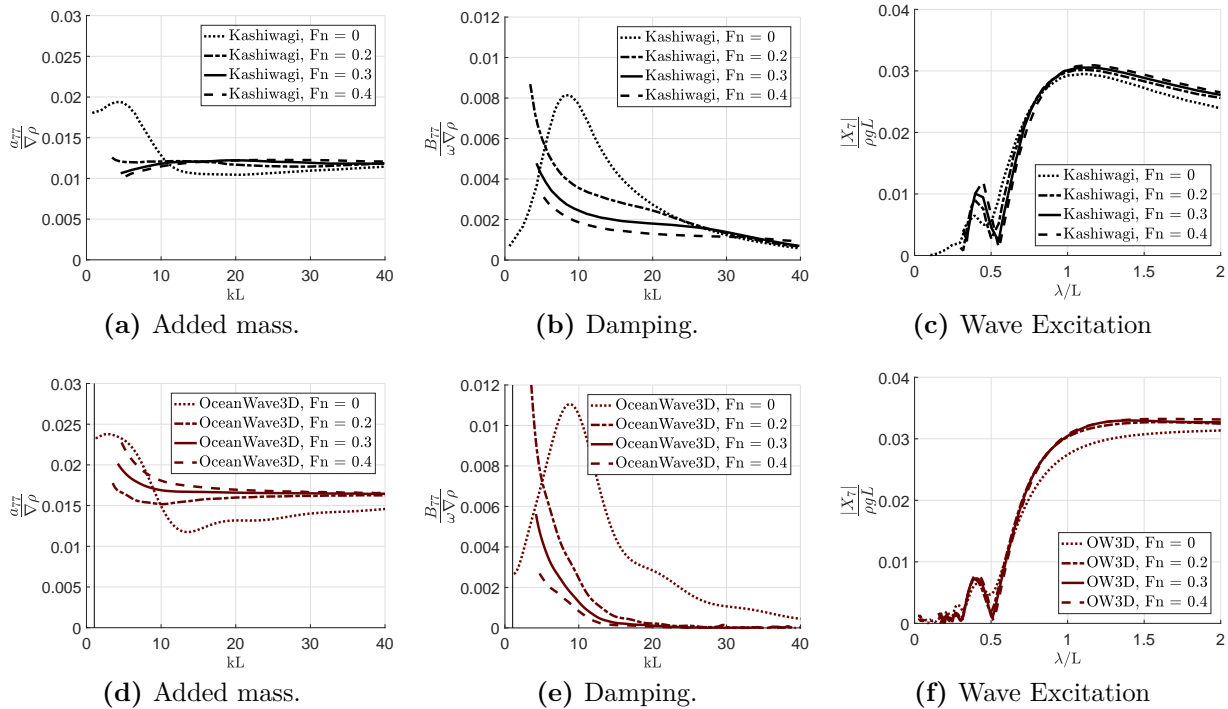 0.03
0.025
0.02
0.015
0.01
0.005
0
a77
∇ρ
Kashiwagi, Fn = 0
Kashiwagi, Fn = 0.2
Kashiwagi, Fn = 0.3
Kashiwagi, Fn = 0.4
0 10 20 30 40
kL
(a) Added mass.
0.012
0.01
0.008
0.006
0.004
0.002
0
B77
ω∇ρ
Kashiwagi, Fn = 0
Kashiwagi, Fn = 0.2
Kashiwagi, Fn = 0.3
Kashiwagi, Fn = 0.4
0 10 20 30 40
kL
(b) Damping.
0.04
0.03
0.02
0.01
0
|X7|
ρgL
Kashiwagi, Fn = 0
Kashiwagi, Fn = 0.2
Kashiwagi, Fn = 0.3
Kashiwagi, Fn = 0.4
0 0.5 1 1.5 2
λ/L
(c) Wave Excitation
0.03
0.025
0.02
0.015
0.01
0.005
0
a77
∇ρ
OceanWave3D, Fn = 0
OceanWave3D, Fn = 0.2
OceanWave3D, Fn = 0.3
OceanWave3D, Fn = 0.4
0 10 20 30 40
kL
(d) Added mass.
0.012
0.01
0.008
0.006
0.004
0.002
0
B77
ω∇ρ
OceanWave3D, Fn = 0
OceanWave3D, Fn = 0.2
OceanWave3D, Fn = 0.3
OceanWave3D, Fn = 0.4
0 10 20 30 40
kL
(e) Damping.
0.04
0.03
0.02
0.01
0
|X7|
ρgL
OW3D, Fn = 0
OW3D, Fn = 0.2
OW3D, Fn = 0.3
OW3D, Fn = 0.4
0 0.5 1 1.5 2
λ/L
(f) Wave Excitation